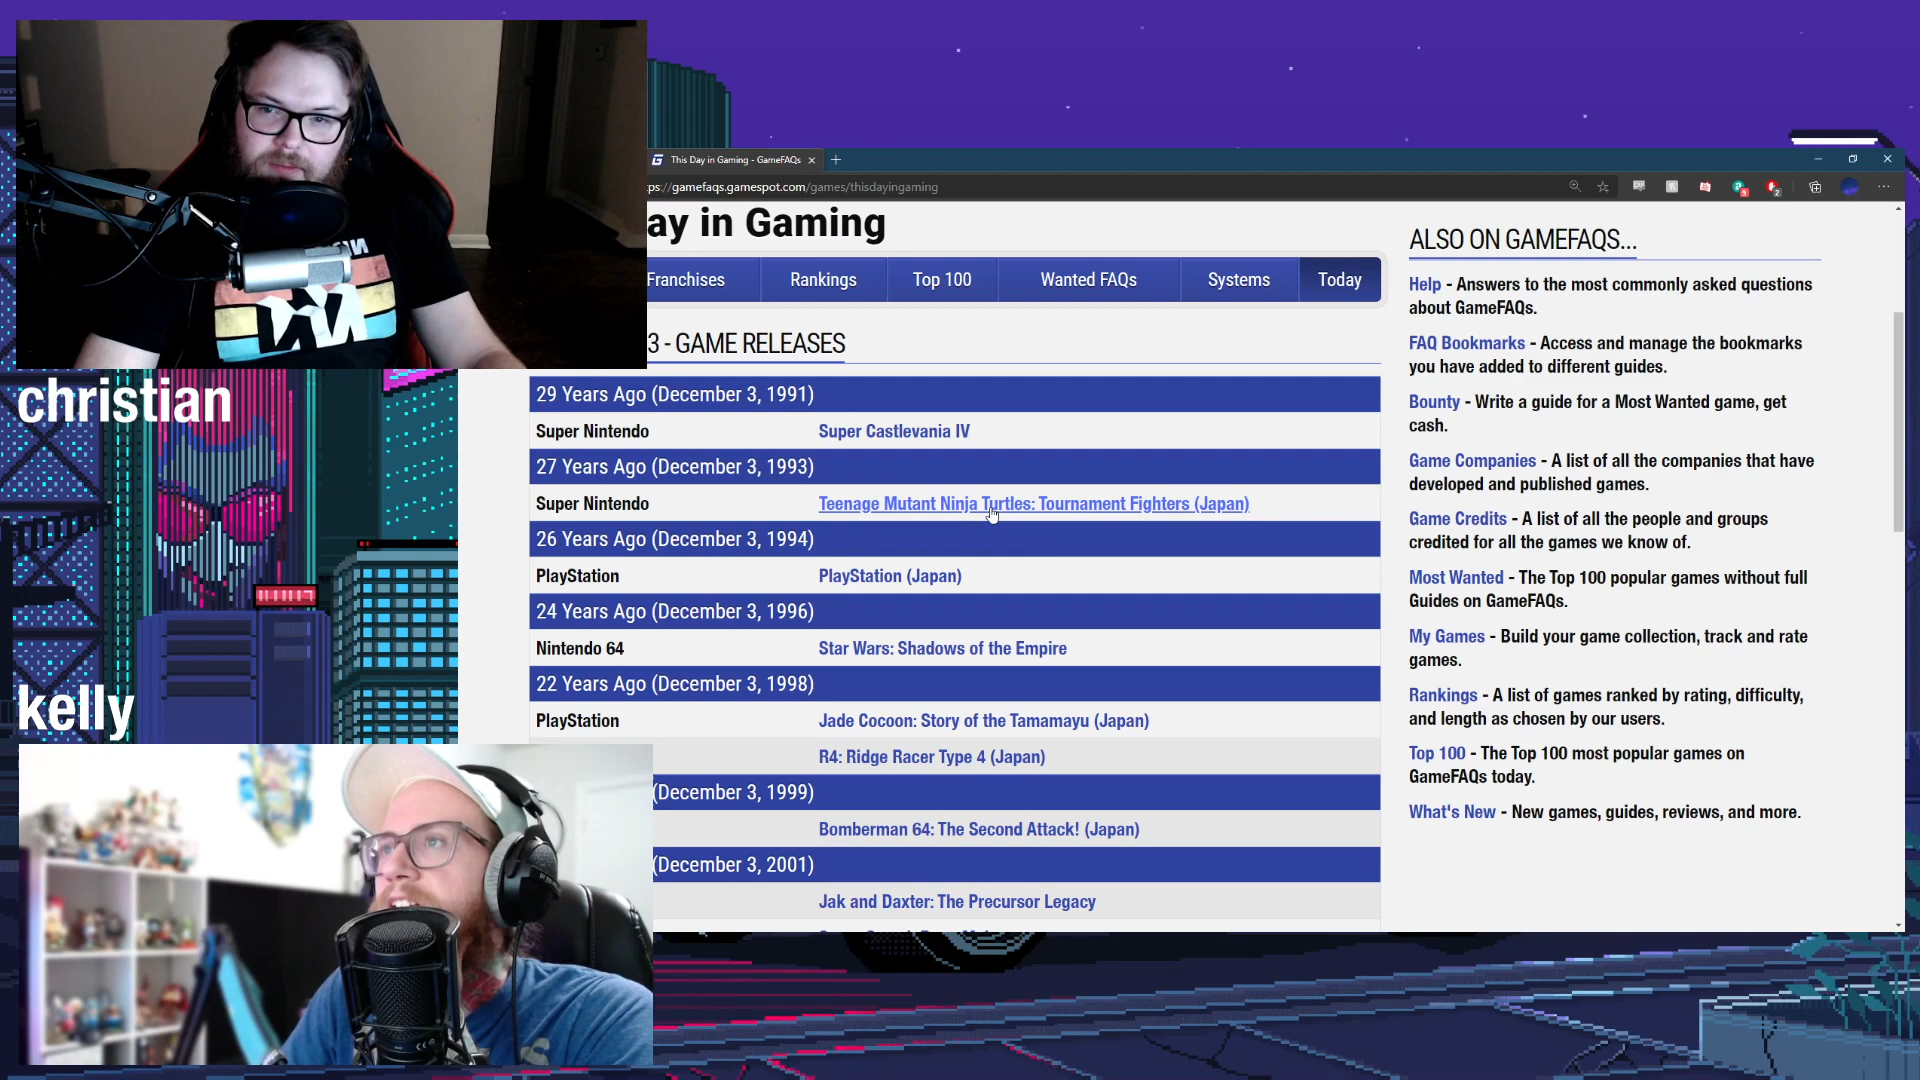 This Day in Gaming - GameFAQs
ps://gamefaqs.gamespot.com/games/thisdayingaming
ay in Gaming
Franchises
Rankings
Top 100
Wanted FAQs
Systems
Today
3 - GAME RELEASES
29 Years Ago (December 3, 1991)
Super Nintendo Super Castlevania IV
27 Years Ago (December 3, 1993)
Super Nintendo Teenage Mutant Ninja Turtles: Tournament Fighters (Japan)
26 Years Ago (December 3, 1994)
PlayStation PlayStation (Japan)
24 Years Ago (December 3, 1996)
Nintendo 64 Star Wars: Shadows of the Empire
22 Years Ago (December 3, 1998)
PlayStation Jade Cocoon: Story of the Tamamayu (Japan)
R4: Ridge Racer Type 4 (Japan)
(December 3, 1999)
Bomberman 64: The Second Attack! (Japan)
(December 3, 2001)
Jak and Daxter: The Precursor Legacy
ALSO ON GAMEFAQS...
Help - Answers to the most commonly asked questions
about GameFAQs.
FAQ Bookmarks - Access and manage the bookmarks
you have added to different guides.
Bounty - Write a guide for a Most Wanted game, get
cash.
Game Companies - A list of all the companies that have
developed and published games.
Game Credits - A list of all the people and groups
credited for all the games we know of.
Most Wanted - The Top 100 popular games without full
Guides on GameFAQs.
My Games - Build your game collection, track and rate
games.
Rankings - A list of games ranked by rating, difficulty,
and length as chosen by our users.
Top 100 - The Top 100 most popular games on
GameFAQs today.
What's New - New games, guides, reviews, and more.
christian
kelly